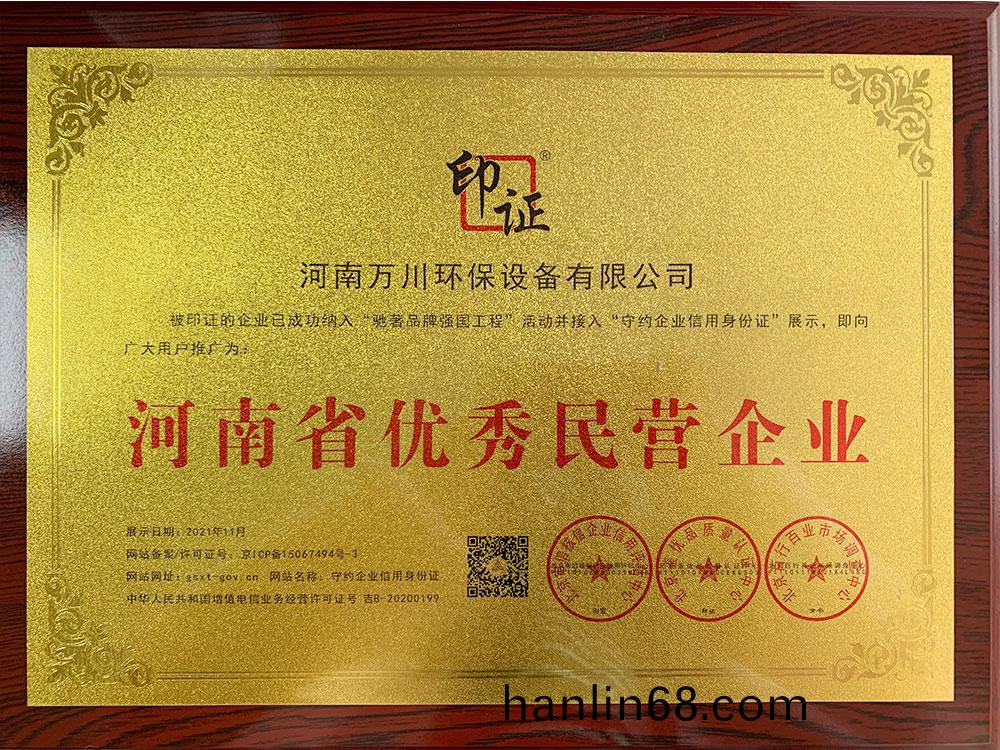 印证®
河南万川环保设备有限公司
被印证的企业已成功纳入“驰著品牌强国工程”活动并接入“守约企业信用身份证”展示，即向
广大用户推广为：
河南省优秀民营企业
展示日期：2021年11月
网站备案/许可证号：京ICP备15067494号-3
网站网址：gsxt-gov.cn 网站名称：守约企业信用身份证
中华人民共和国增值电信业务经营许可证号 吉B-20200199
hanlin68.com